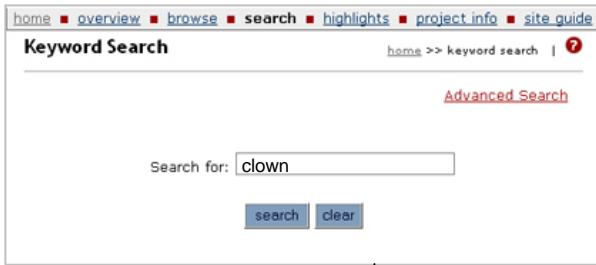 home ■ overview ■ browse ■ search ■ highlights ■ project info ■ site guide
Keyword Search home >> keyword search | ?
Advanced Search
Search for: clown
search clear